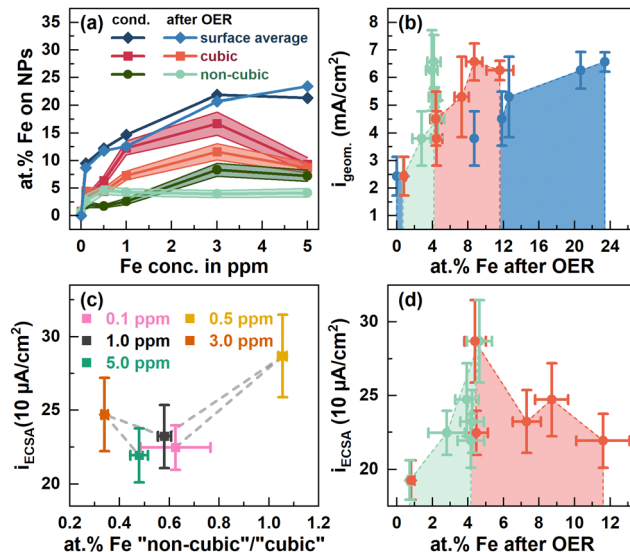 (a) cond. after OER
surface average
cubic
non-cubic
at.% Fe on NPs
35
30
25
20
15
10
5
0
0 1 2 3 4 5
Fe conc. in ppm
(b)
i geom. (mA/cm²)
8
7
6
5
4
3
2
1
0 4 8 12 16 20 24
at.% Fe after OER
(c)
0.1 ppm 0.5 ppm
1.0 ppm 3.0 ppm
5.0 ppm
i ECSA (10 µA/cm²)
30
25
20
0.2 0.4 0.6 0.8 1.0 1.2
at.% Fe "non-cubic"/"cubic"
(d)
i ECSA (10 µA/cm²)
30
25
20
0 2 4 6 8 10 12 14
at.% Fe after OER